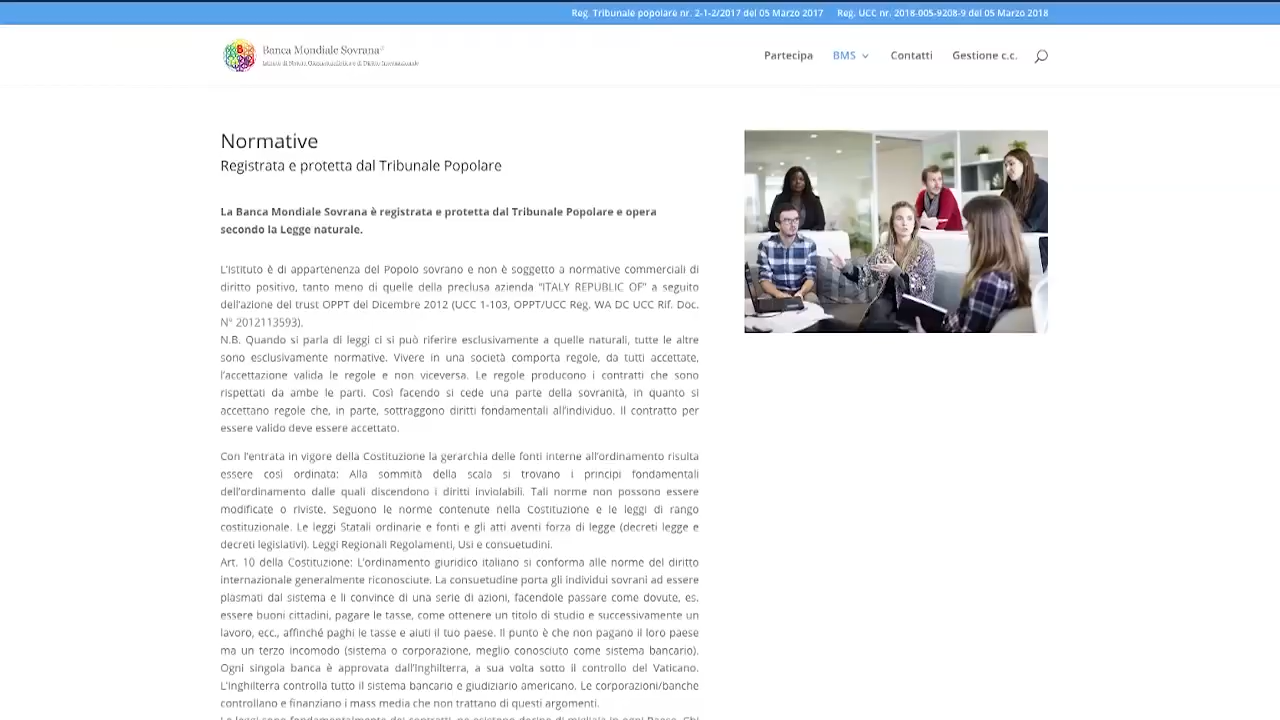 Reg. Tribunale popolare nr. 2-1-2/2017 del 05 Marzo 2017 Reg. UCC nr. 2018-005-9208-9 del 05 Marzo 2018
Banca Mondiale Sovrana
Partecipa BMS Contatti Gestione c.c.
Normative
Registrata e protetta dal Tribunale Popolare
La Banca Mondiale Sovrana è registrata e protetta dal Tribunale Popolare e opera
secondo la Legge naturale.
L'Istituto è di appartenenza del Popolo sovrano e non è soggetto a normative commerciali di
diritto positivo, tanto meno di quelle della preclusa azienda "ITALY REPUBLIC OF" a seguito
dell'azione del trust OPPT del Dicembre 2012 (UCC 1-103, OPPT/UCC Reg. WA DC UCC Rif. Doc.
N° 2012113593).
N.B. Quando si parla di leggi ci si può riferire esclusivamente a quelle naturali, tutte le altre
sono esclusivamente normative. Vivere in una società comporta regole, da tutti accettate,
l'accettazione valida le regole e non viceversa. Le regole producono i contratti che sono
rispettati da ambe le parti. Così facendo si cede una parte della sovranità, in quanto si
accettano regole che, in parte, sottraggono diritti fondamentali all'individuo. Il contratto per
essere valido deve essere accettato.
Con l'entrata in vigore della Costituzione la gerarchia delle fonti interne all'ordinamento risulta
essere così ordinata: Alla sommità della scala si trovano i principi fondamentali
dell'ordinamento dalle quali discendono i diritti inviolabili. Tali norme non possono essere
modificate o riviste. Seguono le norme contenute nella Costituzione e le leggi di rango
costituzionale. Le leggi Statali ordinarie e fonti e gli atti aventi forza di legge (decreti legge e
decreti legislativi). Leggi Regionali Regolamenti, Usi e consuetudini.
Art. 10 della Costituzione: L'ordinamento giuridico italiano si conforma alle norme del diritto
internazionale generalmente riconosciute. La consuetudine porta gli individui sovrani ad essere
plasmati dal sistema e li convince di una serie di azioni, facendole passare come dovute, es.
essere buoni cittadini, pagare le tasse, come ottenere un titolo di studio e successivamente un
lavoro, ecc., affinché paghi le tasse e aiuti il tuo paese. Il punto è che non pagano il loro paese
ma un terzo incomodo (sistema o corporazione, meglio conosciuto come sistema bancario).
Ogni singola banca è approvata dall'Inghilterra, a sua volta sotto il controllo del Vaticano.
L'Inghilterra controlla tutto il sistema bancario e giudiziario americano. Le corporazioni/banche
controllano e finanziano i mass media che non trattano di questi argomenti.